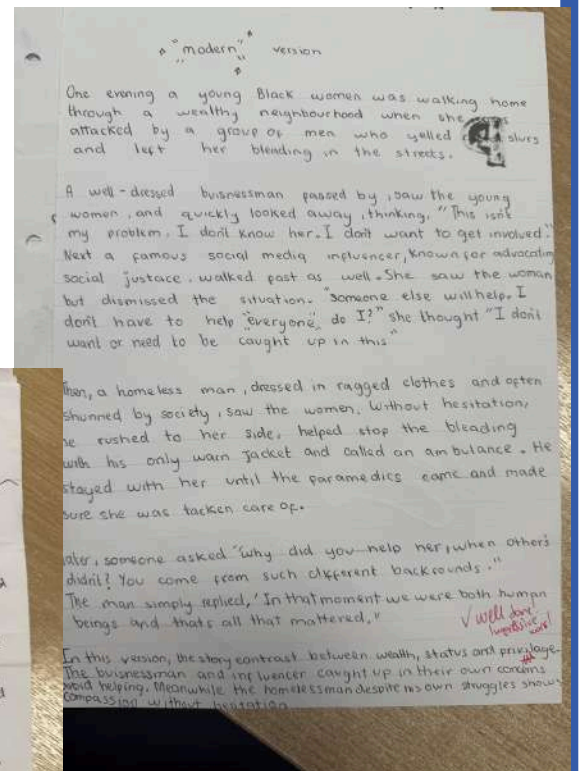 "modern" version
One evening a young Black women was walking home
through a wealthy neighbourhood when she
attacked by a group of men who yelled slurs
and left her bleeding in the streets.
A well-dressed buisnessman passed by, saw the young
women, and quickly looked away, thinking, "This isn't
my problem. I don't know her. I don't want to get involved."
Next a famous social media influencer, known for advocating
social justace, walked past as well. She saw the woman
but dismissed the situation. "Someone else will help. I
don't have to help "everyone" do I?" she thought "I don't
want or need to be caught up in this"
Then, a homeless man, dressed in ragged clothes and often
shunned by society, saw the women. Without hesitation,
he rushed to her side, helped stop the bleeding
with his only warn jacket and called an ambulance. He
stayed with her until the paramedics came and made
sure she was tacken care of.
later, someone asked "why did you help her, when other's
didn't? You come from such different backrounds."
The man simply replied, "In that moment we were both human
beings and thats all that mattered."
✓ well done!
In this version, the story contrast between wealth, status and privilage.
The buisnessman and influencer caught up in their own concerns
avoid helping. Meanwhile the homeless man despite his own struggles show
compassion without